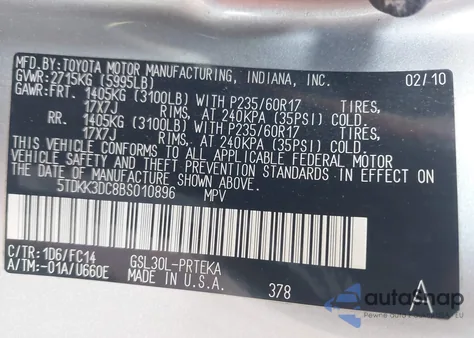 MFD.BY: TOYOTA MOTOR MANUFACTURING, INDIANA, INC. 02/10
GVWR: 2715KG (5995LB)
GAWR:FRT. 1405KG (3100LB) WITH P235/60R17 TIRES,
17X7J RIMS, AT 240KPA (35PSI) COLD.
RR. 1405KG (3100LB) WITH P235/60R17 TIRES,
17X7J RIMS, AT 240KPA (35PSI) COLD.
THIS VEHICLE CONFORMS TO ALL APPLICABLE FEDERAL MOTOR
VEHICLE SAFETY AND THEFT PREVENTION STANDARDS IN EFFECT ON
THE DATE OF MANUFACTURE SHOWN ABOVE.
5TDKK3DC8BS010896 MPV
C/TR: 1D6/FC14 GSL30L-PRTEKA
A/TM: -01A/U660E MADE IN U.S.A. 378 A
autoSnap